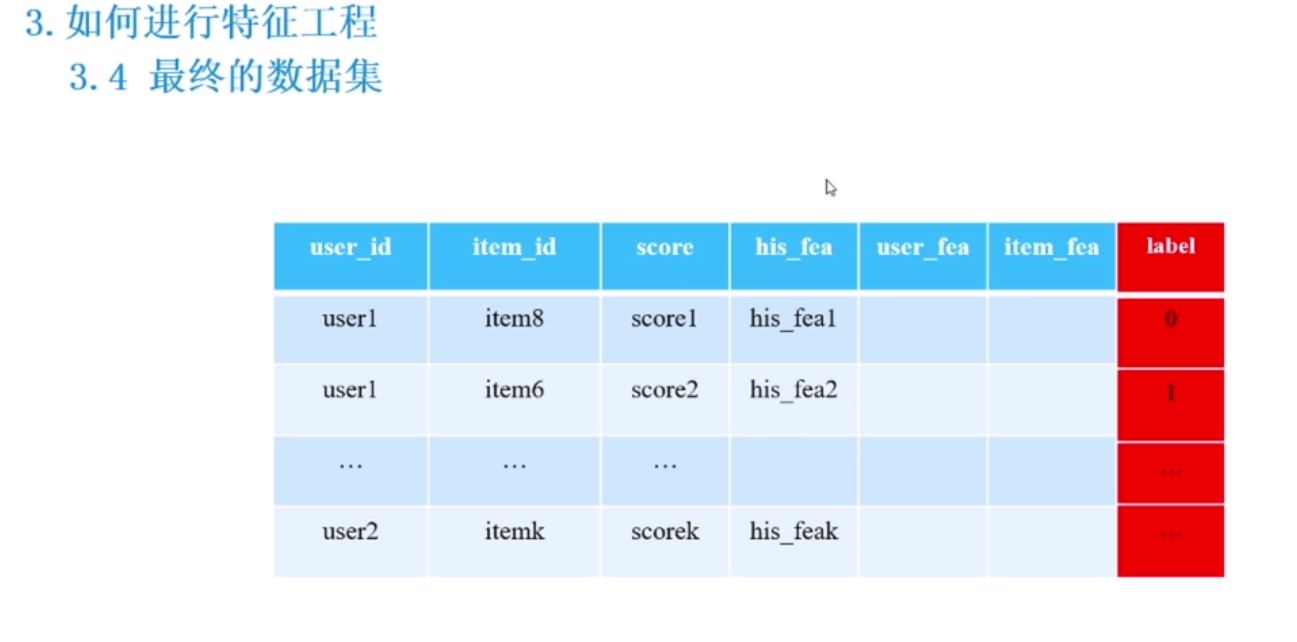 3.如何进行特征工程
3.4 最终的数据集
user_id item_id score his_fea user_fea item_fea label
user1 item8 score1 his_fea1 0
user1 item6 score2 his_fea2 1
... ... ... ...
user2 itemk scorek his_feak ...